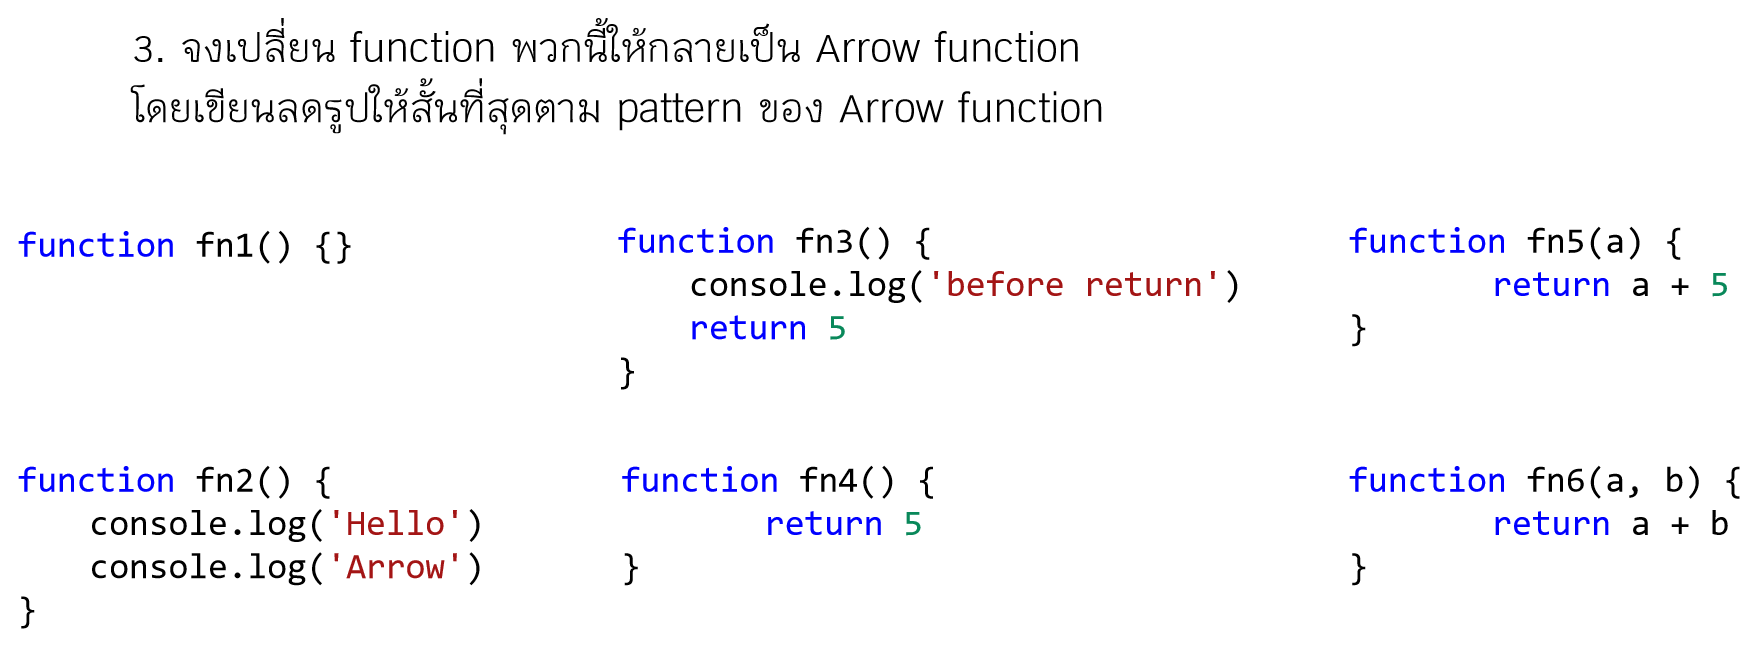 3. จงเปลี่ยน function พวกนี้ให้กลายเป็น Arrow function
โดยเขียนลดรูปให้สั้นที่สุดตาม pattern ของ Arrow function
function fn1() {}
function fn2() {
console.log('Hello')
console.log('Arrow')
}
function fn3() {
console.log('before return')
return 5
}
function fn4() {
return 5
}
function fn5(a) {
return a + 5
}
function fn6(a, b) {
return a + b
}